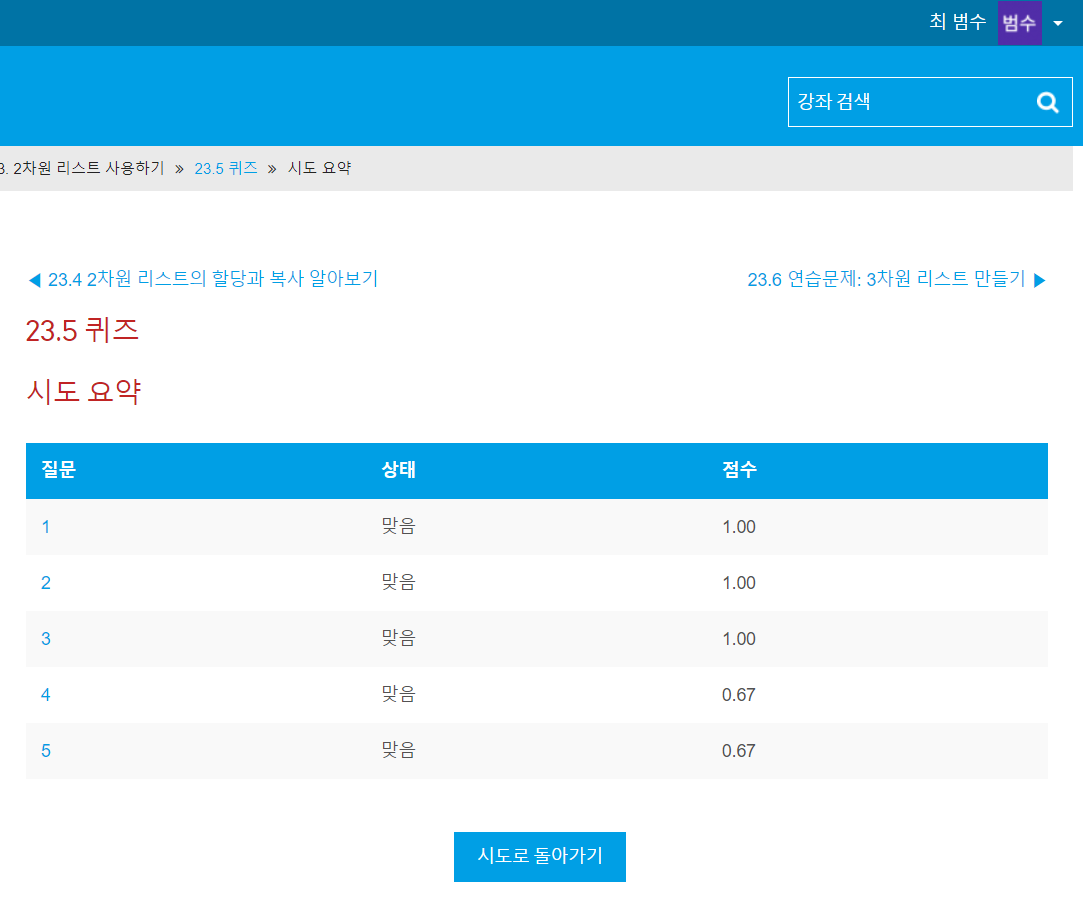 최 범수 범수
강좌 검색
3. 2차원 리스트 사용하기 » 23.5 퀴즈 » 시도 요약
◀ 23.4 2차원 리스트의 할당과 복사 알아보기
23.6 연습문제: 3차원 리스트 만들기 ▶
23.5 퀴즈
시도 요약
질문 상태 점수
1 맞음 1.00
2 맞음 1.00
3 맞음 1.00
4 맞음 0.67
5 맞음 0.67
시도로 돌아가기